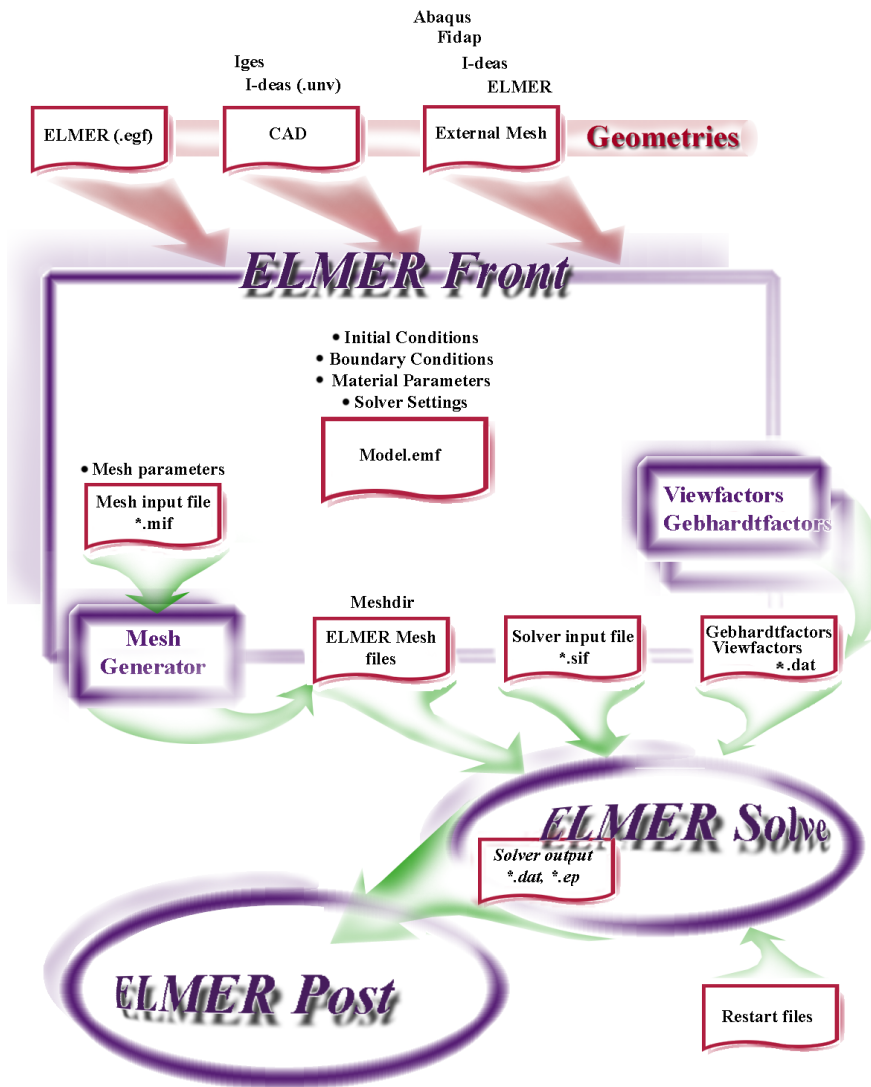 Abaqus
Fidap
Iges
I-deas
I-deas (.unv)
ELMER
ELMER (.egf)
CAD
External Mesh
Geometries
ELMER Front
• Initial Conditions
• Boundary Conditions
• Material Parameters
• Solver Settings
Model.emf
• Mesh parameters
Mesh input file
*.mif
Viewfactors
Gebhardtfactors
Mesh
Generator
Meshdir
ELMER Mesh
files
Solver input file
*.sif
Gebhardtfactors
Viewfactors
*.dat
ELMER Solve
Solver output
*.dat, *.ep
ELMER Post
Restart files